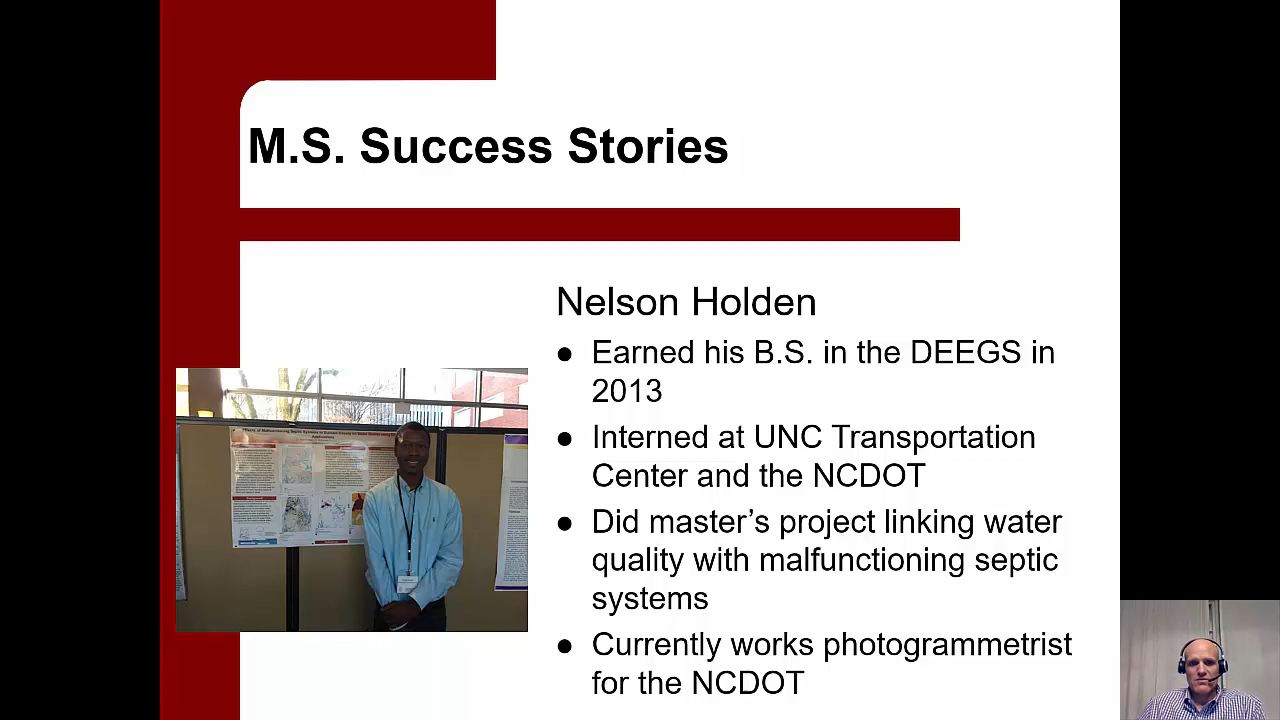 M.S. Success Stories
Nelson Holden
● Earned his B.S. in the DEEGS in
2013
● Interned at UNC Transportation
Center and the NCDOT
● Did master’s project linking water
quality with malfunctioning septic
systems
● Currently works photogrammetrist
for the NCDOT